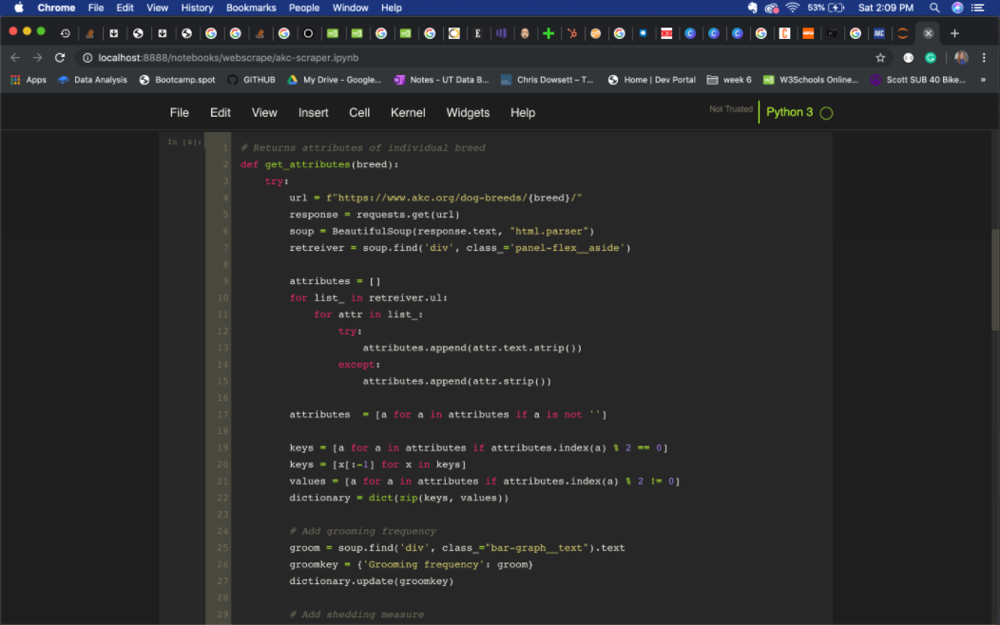 Chrome File Edit View History Bookmarks People Window Help 53% Sat 2:09 PM
localhost:8888/notebooks/webscrape/akc-scraper.ipynb
Apps Data Analysis Bootcamp.spot GITHUB My Drive - Google... Notes - UT Data B... Chris Dowsett – T... Home | Dev Portal week 6 W3Schools Online... Scott SUB 40 Bike... »
File Edit View Insert Cell Kernel Widgets Help Not Trusted Python 3
In [4]:
1 # Returns attributes of individual breed
2 def get_attributes(breed):
3 try:
4 url = f"https://www.akc.org/dog-breeds/{breed}/"
5 response = requests.get(url)
6 soup = BeautifulSoup(response.text, "html.parser")
7 retreiver = soup.find('div', class_='panel-flex__aside')
8
9 attributes = []
10 for list_ in retreiver.ul:
11 for attr in list_:
12 try:
13 attributes.append(attr.text.strip())
14 except:
15 attributes.append(attr.strip())
16
17 attributes = [a for a in attributes if a is not '']
18
19 keys = [a for a in attributes if attributes.index(a) % 2 == 0]
20 keys = [x[:-1] for x in keys]
21 values = [a for a in attributes if attributes.index(a) % 2 != 0]
22 dictionary = dict(zip(keys, values))
23
24 # Add grooming frequency
25 groom = soup.find('div', class_="bar-graph__text").text
26 groomkey = {'Grooming frequency': groom}
27 dictionary.update(groomkey)
28
29 # Add shedding measure